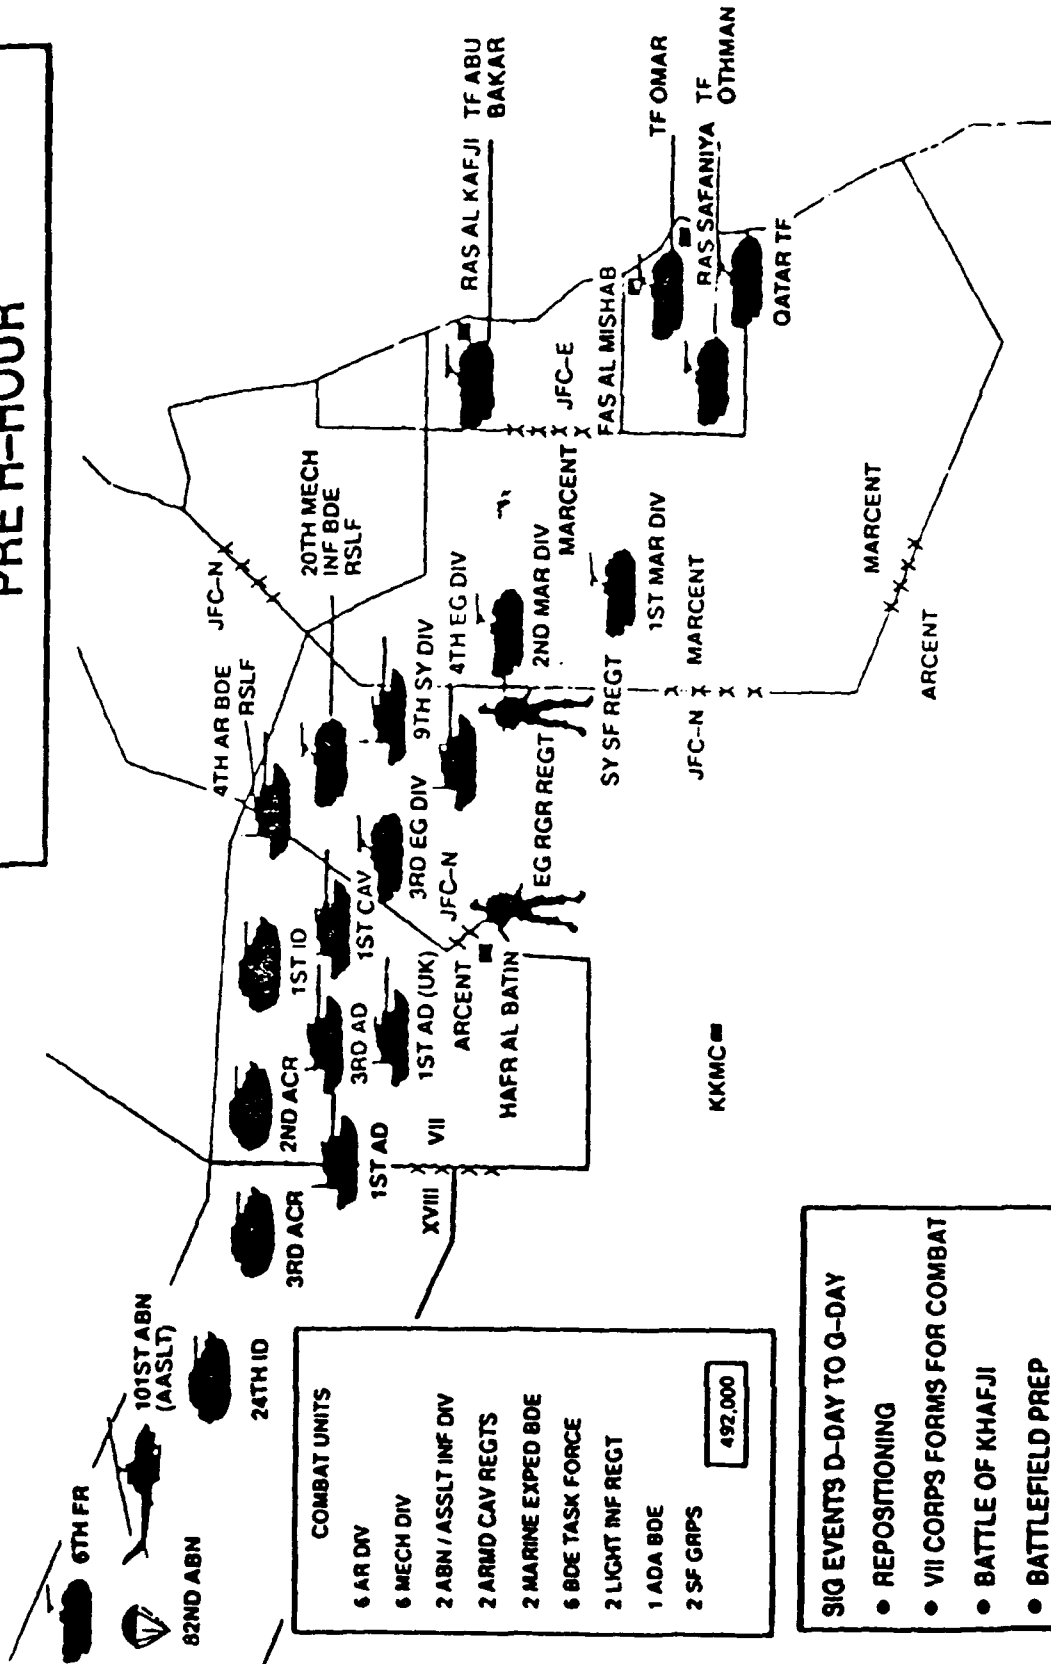 PRE H-HOUR
6TH FR
82ND ABN
101ST ABN
(AASLT)
24TH ID
3RD ACR
2ND ACR
1ST ID
4TH AR BDE
RSLF
JFC-N
20TH MECH
INF BDE
RSLF
1ST AD
3RD AD
1ST CAV
1ST AD (UK)
3RD EG DIV
9TH SY DIV
4TH EG DIV
XVIII
VII
ARCENT
JFC-N
HAFR AL BATIN
EG RGR REGT
2ND MAR DIV
MARCENT
JFC-E
RAS AL KAFJI
TF ABU
BAKAR
FAS AL MISHAB
TF OMAR
RAS SAFANIYA
TF
OTHMAN
QATAR TF
SY SF REGT
1ST MAR DIV
JFC-N
MARCENT
KKMC
MARCENT
ARCENT
COMBAT UNITS
6 AR DIV
6 MECH DIV
2 ABN / ASSLT INF DIV
2 ARMD CAV REGTS
2 MARINE EXPED BDE
6 BDE TASK FORCE
2 LIGHT INF REGT
1 ADA BDE
2 SF GRPS
492,000
SIG EVENTS D-DAY TO G-DAY
• REPOSITIONING
• VII CORPS FORMS FOR COMBAT
• BATTLE OF KHAFJI
• BATTLEFIELD PREP